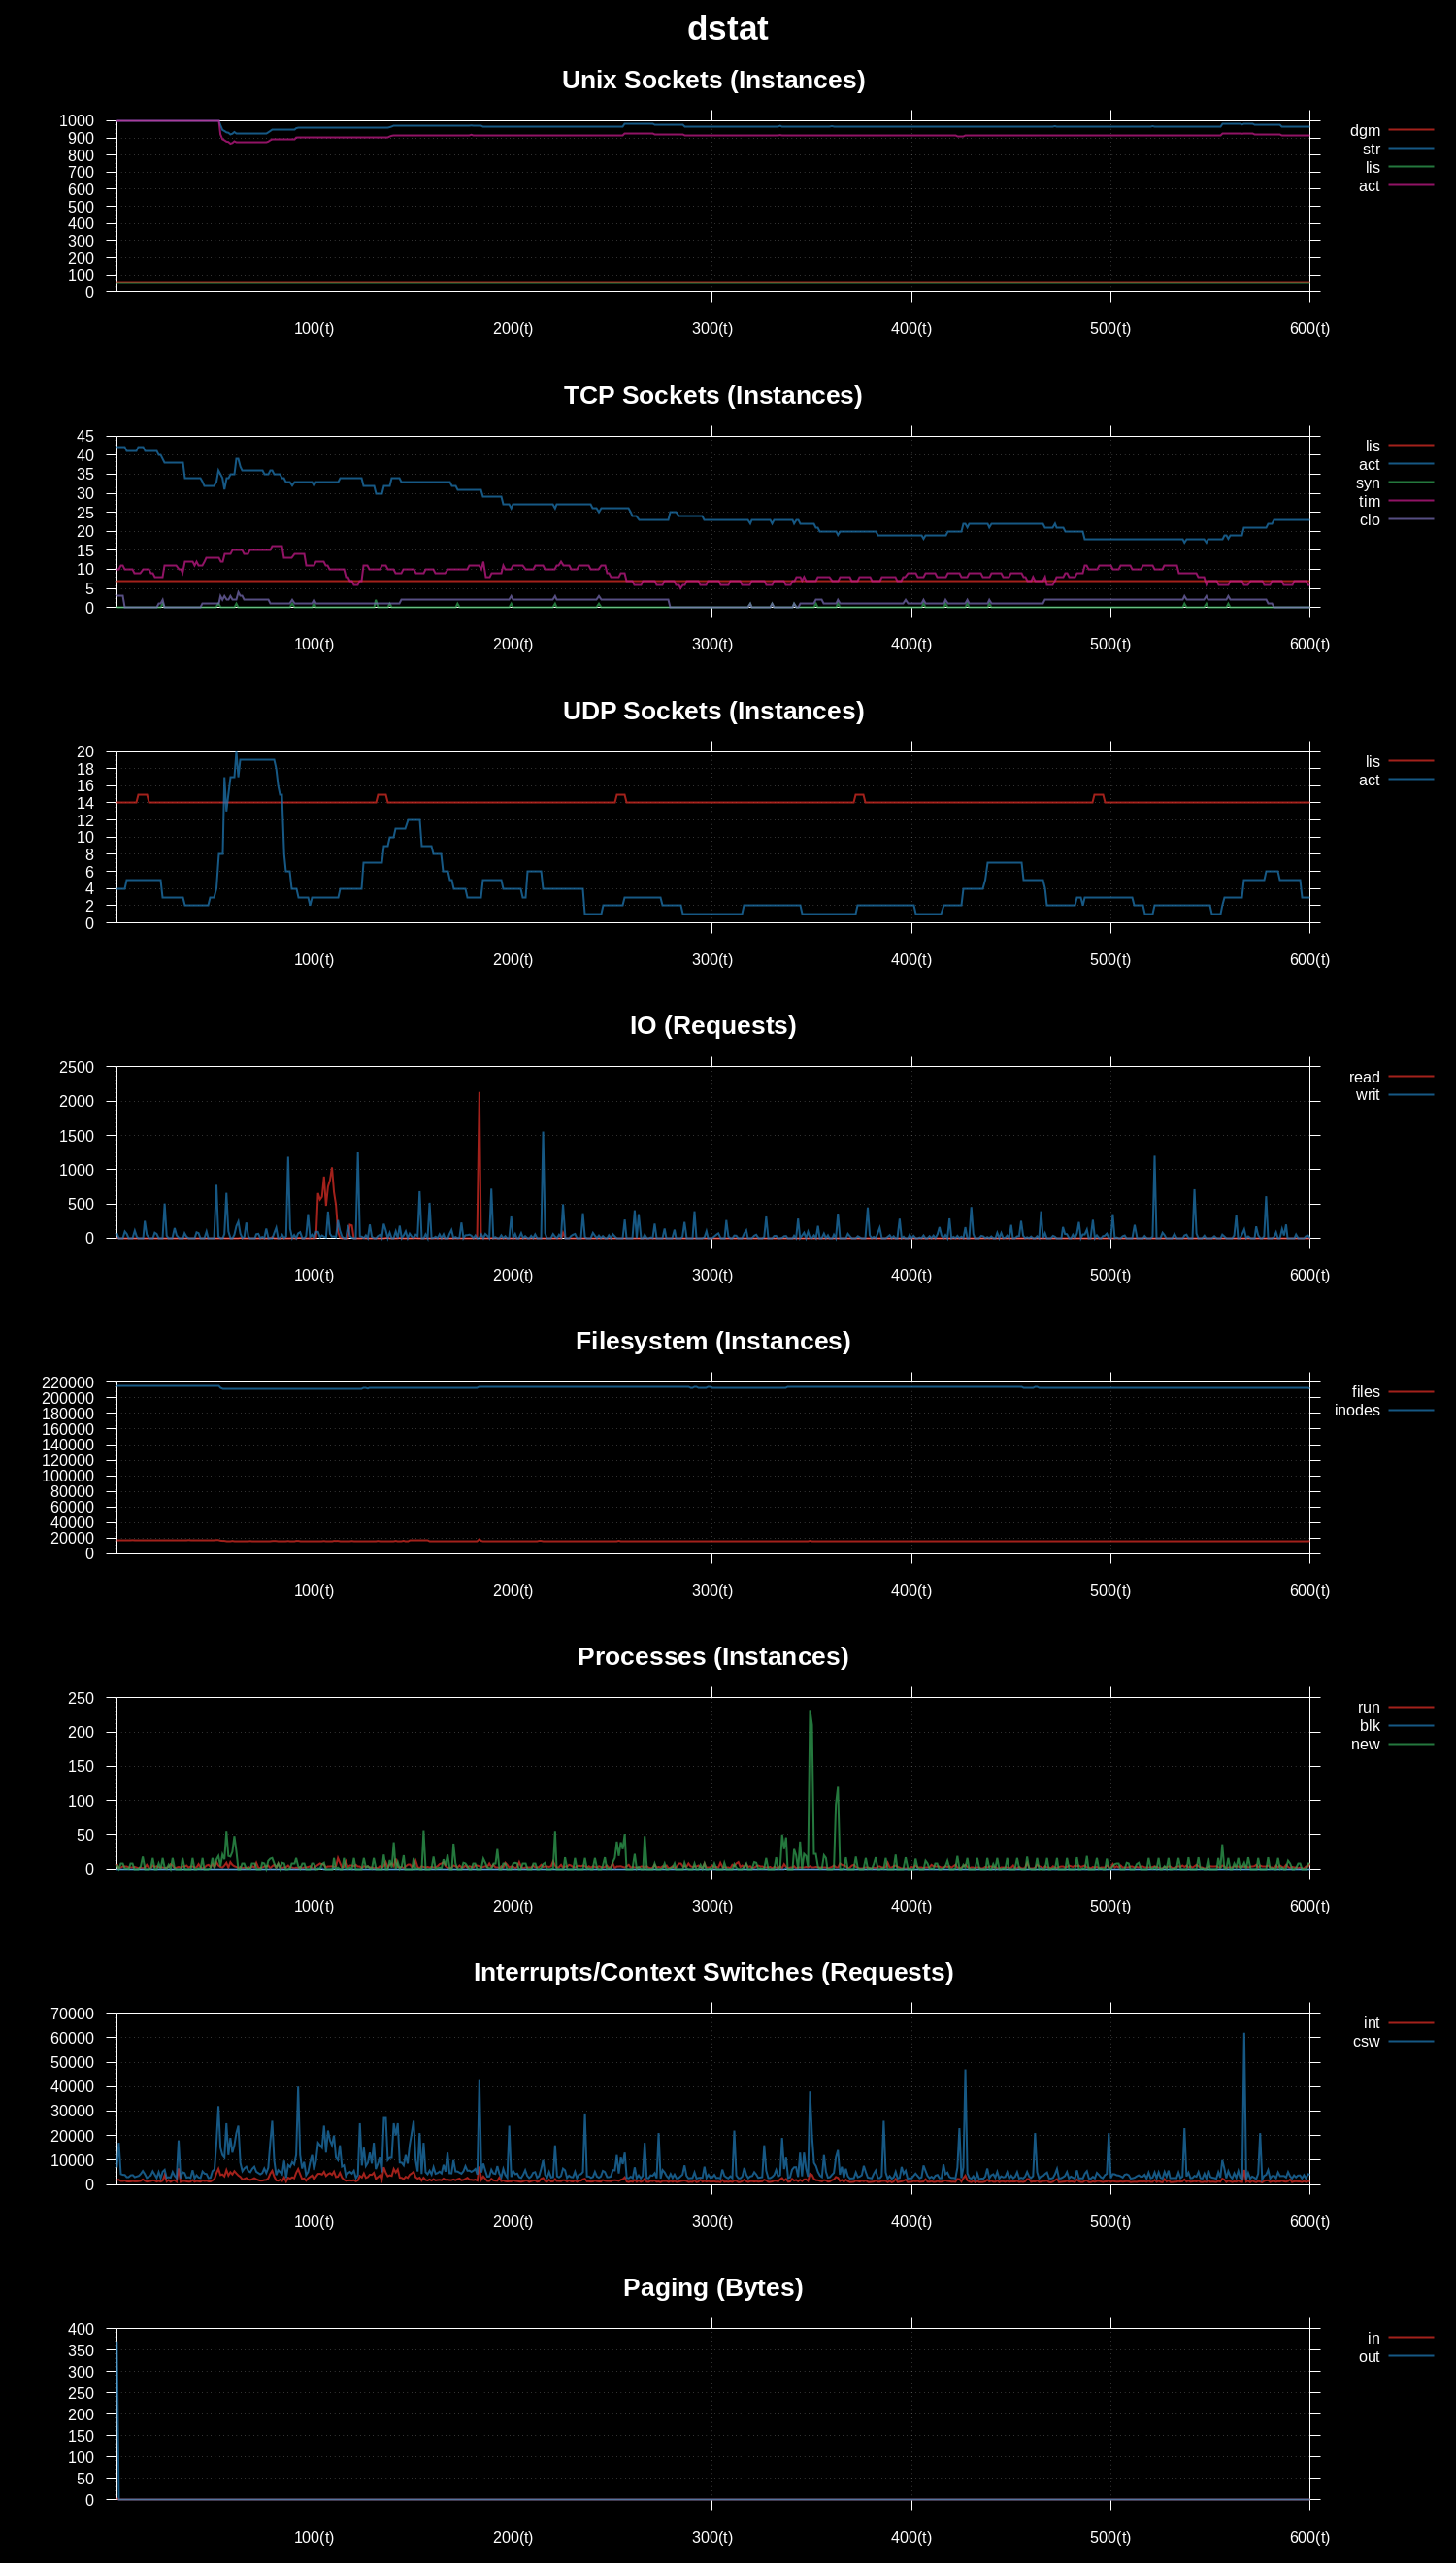 dstat
Unix Sockets (Instances)
1000
900
800
700
600
500
400
300
200
100
0
100(t) 200(t) 300(t) 400(t) 500(t) 600(t)
dgm
str
lis
act
TCP Sockets (Instances)
45
40
35
30
25
20
15
10
5
0
100(t) 200(t) 300(t) 400(t) 500(t) 600(t)
lis
act
syn
tim
clo
UDP Sockets (Instances)
20
18
16
14
12
10
8
6
4
2
0
100(t) 200(t) 300(t) 400(t) 500(t) 600(t)
lis
act
IO (Requests)
2500
2000
1500
1000
500
0
100(t) 200(t) 300(t) 400(t) 500(t) 600(t)
read
writ
Filesystem (Instances)
220000
200000
180000
160000
140000
120000
100000
80000
60000
40000
20000
0
100(t) 200(t) 300(t) 400(t) 500(t) 600(t)
files
inodes
Processes (Instances)
250
200
150
100
50
0
100(t) 200(t) 300(t) 400(t) 500(t) 600(t)
run
blk
new
Interrupts/Context Switches (Requests)
70000
60000
50000
40000
30000
20000
10000
0
100(t) 200(t) 300(t) 400(t) 500(t) 600(t)
int
csw
Paging (Bytes)
400
350
300
250
200
150
100
50
0
100(t) 200(t) 300(t) 400(t) 500(t) 600(t)
in
out